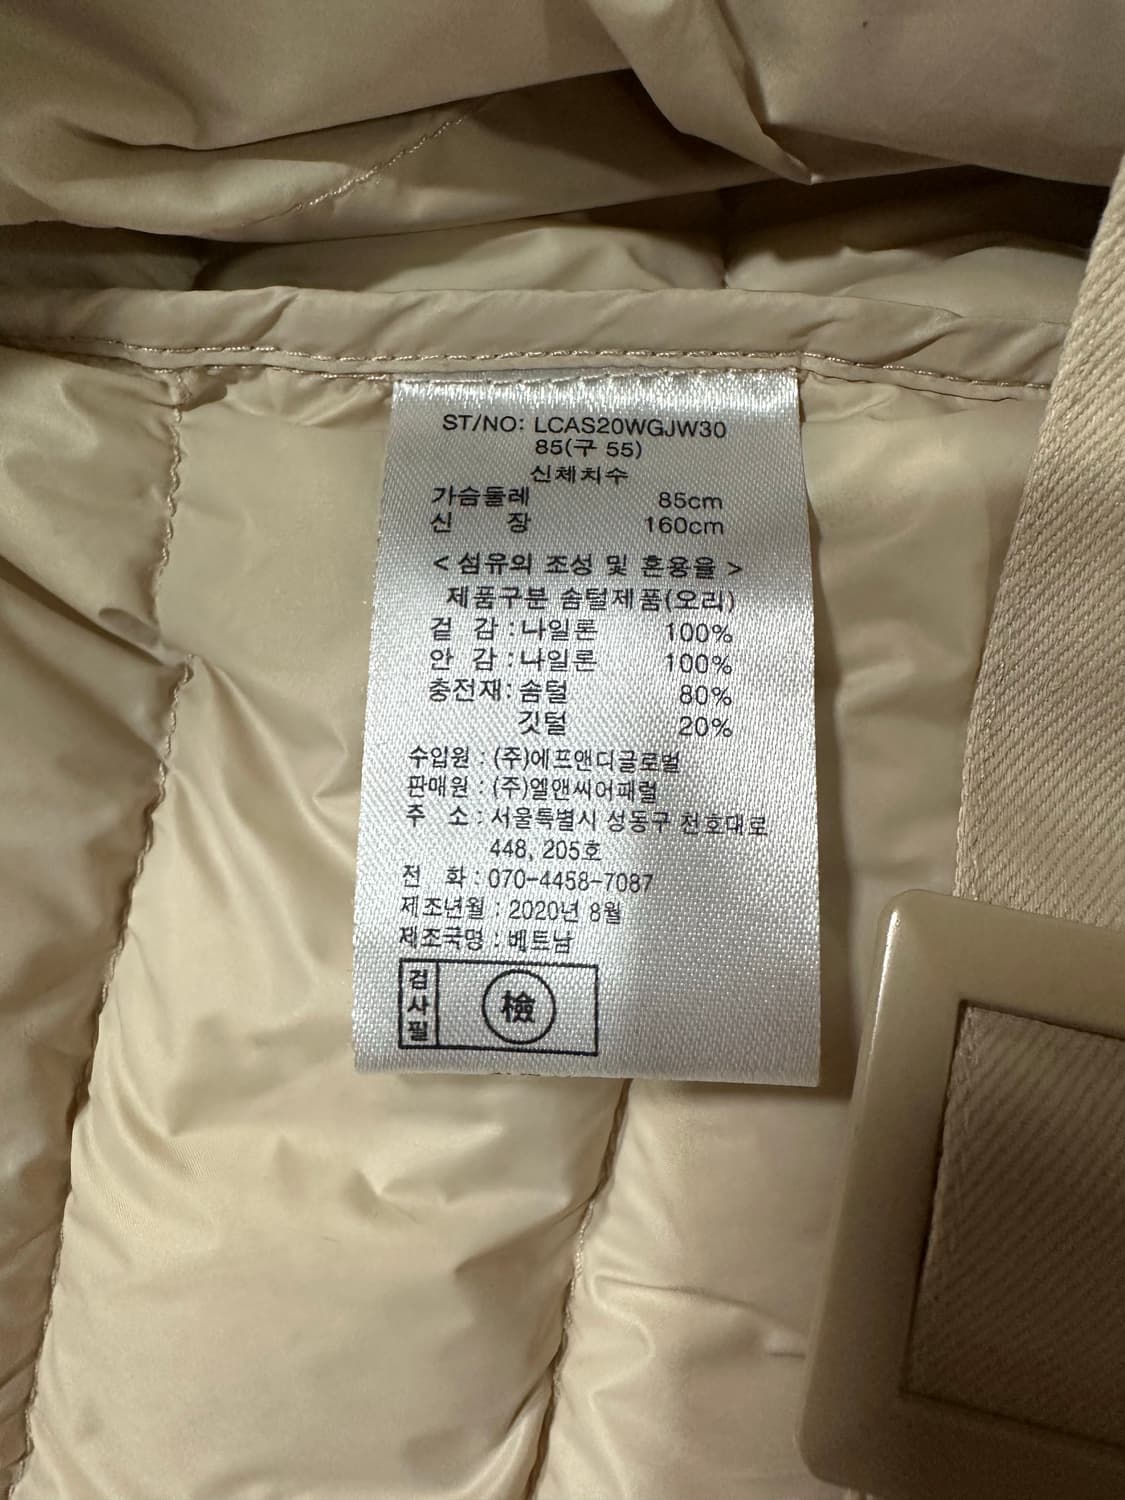 ST/NO: LCAS20WGJW30
85(구 55)
신체치수
가슴둘레 85cm
신 장 160cm
< 섬유의 조성 및 혼용율 >
제품구분 솜털제품(오리)
겉 감 : 나일론 100%
안 감 : 나일론 100%
충전재 : 솜털 80%
깃털 20%
수입원 : (주)에프앤디글로벌
판매원 : (주)엘앤씨어패럴
주 소 : 서울특별시 성동구 천호대로
448, 205호
전 화 : 070-4458-7087
제조년월 : 2020년 8월
제조국명 : 베트남
검사필 檢